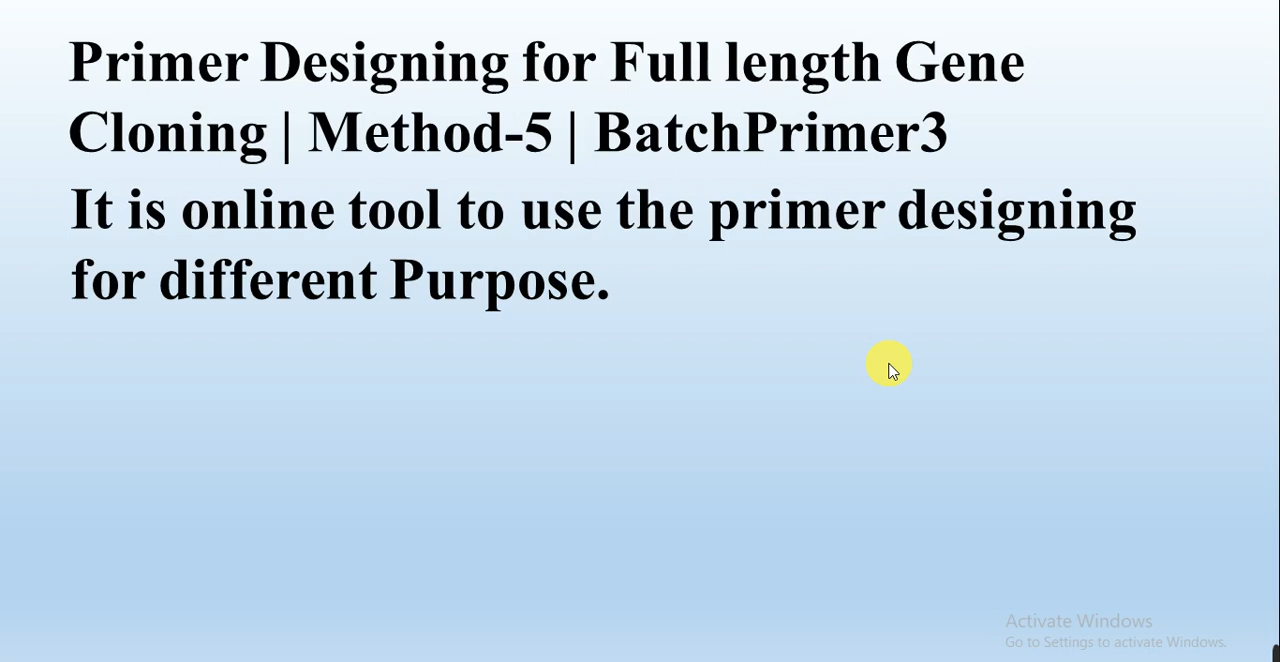 Primer Designing for Full length Gene
Cloning | Method-5 | BatchPrimer3
It is online tool to use the primer designing
for different Purpose.
Activate Windows
Go to Settings to activate Windows.